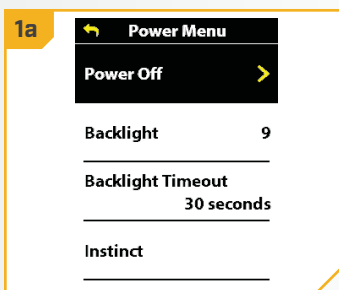 1a
Power Menu
Power Off
Backlight 9
Backlight Timeout
30 seconds
Instinct